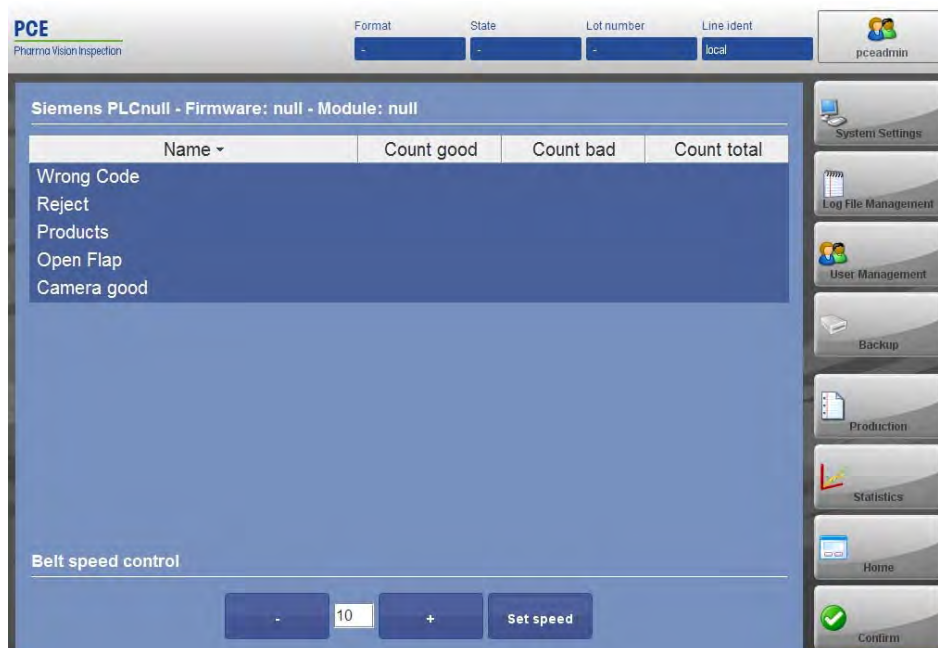 PCE
Pharma Vision Inspection
Format State Lot number Line ident
- - - local
pceadmin
Siemens PLCnull - Firmware: null - Module: null
Name Count good Count bad Count total
Wrong Code
Reject
Products
Open Flap
Camera good
Belt speed control
- 10 + Set speed
System Settings
Log File Management
User Management
Backup
Production
Statistics
Home
Confirm